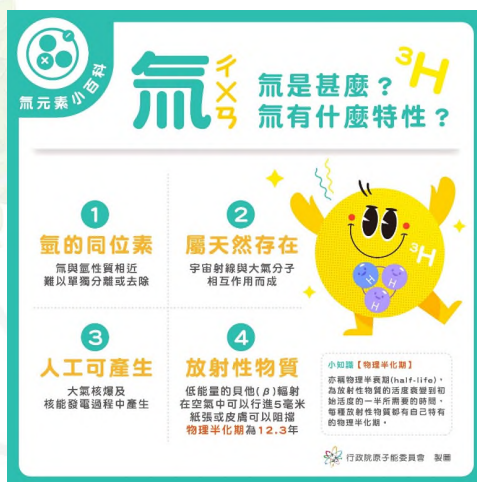 氚元素小百科
氚
ㄔㄨㄢ
氚是甚麼？
氚有什麼特性？
³H
1
氫的同位素
氚與氫性質相近
難以單獨分離或去除
2
屬天然存在
宇宙射線與大氣分子
相互作用而成
³H
H
H
H
3
人工可產生
大氣核爆及
核能發電過程中產生
4
放射性物質
低能量的貝他(β)輻射
在空氣中可以行進5毫米
紙張或皮膚可以阻擋
物理半化期為12.3年
小知識【物理半化期】
亦稱物理半衰期(half-life)，
為放射性物質的活度衰變到初
始活度的一半所需要的時間，
每種放射性物質都有自己特有
的物理半化期。
行政院原子能委員會 製圖